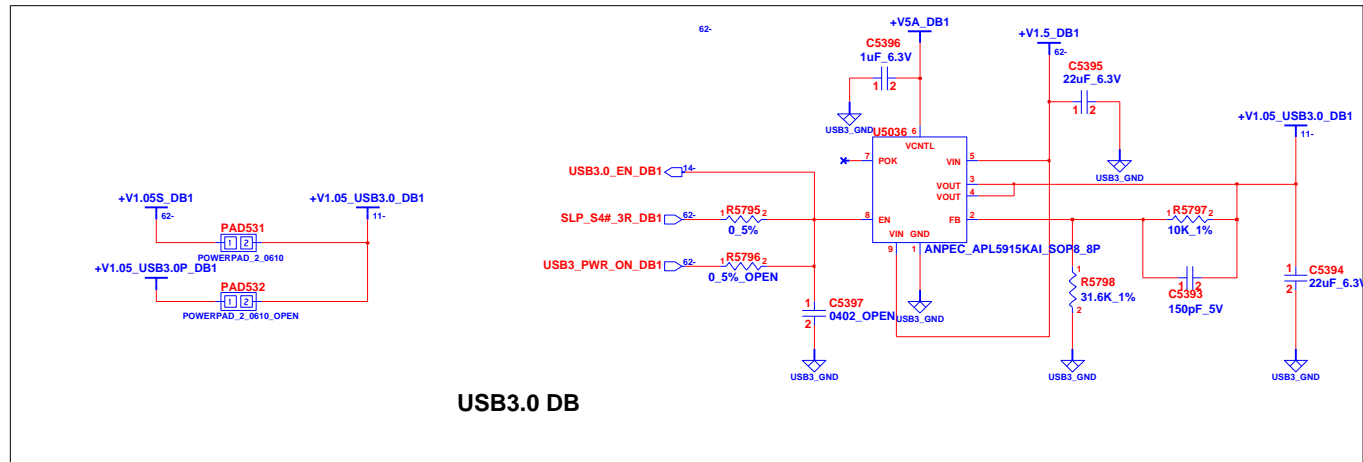 62-
+V5A_DB1
+V1.5_DB1
62-
C5396
1uF_6.3V
1 2
USB3_GND
C5395
22uF_6.3V
1 2
USB3_GND
+V1.05_USB3.0_DB1
11-
U5036
6
VCNTL
7
POK
VIN
5
VOUT
3
VOUT
4
8
EN
FB
2
VIN
GND
9
1
ANPEC_APL5915KAI_SOP8_8P
USB3_GND
USB3.0_EN_DB1
14-
SLP_S4#_3R_DB1
62-
1
R5795
2
0_5%
USB3_PWR_ON_DB1
62-
1
R5796
2
0_5%_OPEN
1
2
C5397
0402_OPEN
USB3_GND
1
R5797
2
10K_1%
1 2
C5393
150pF_5V
1
R5798
31.6K_1%
2
USB3_GND
1
2
C5394
22uF_6.3V
USB3_GND
+V1.05S_DB1
62-
+V1.05_USB3.0_DB1
11-
PAD531
1 2
POWERPAD_2_0610
+V1.05_USB3.0P_DB1
PAD532
1 2
POWERPAD_2_0610_OPEN
USB3.0 DB